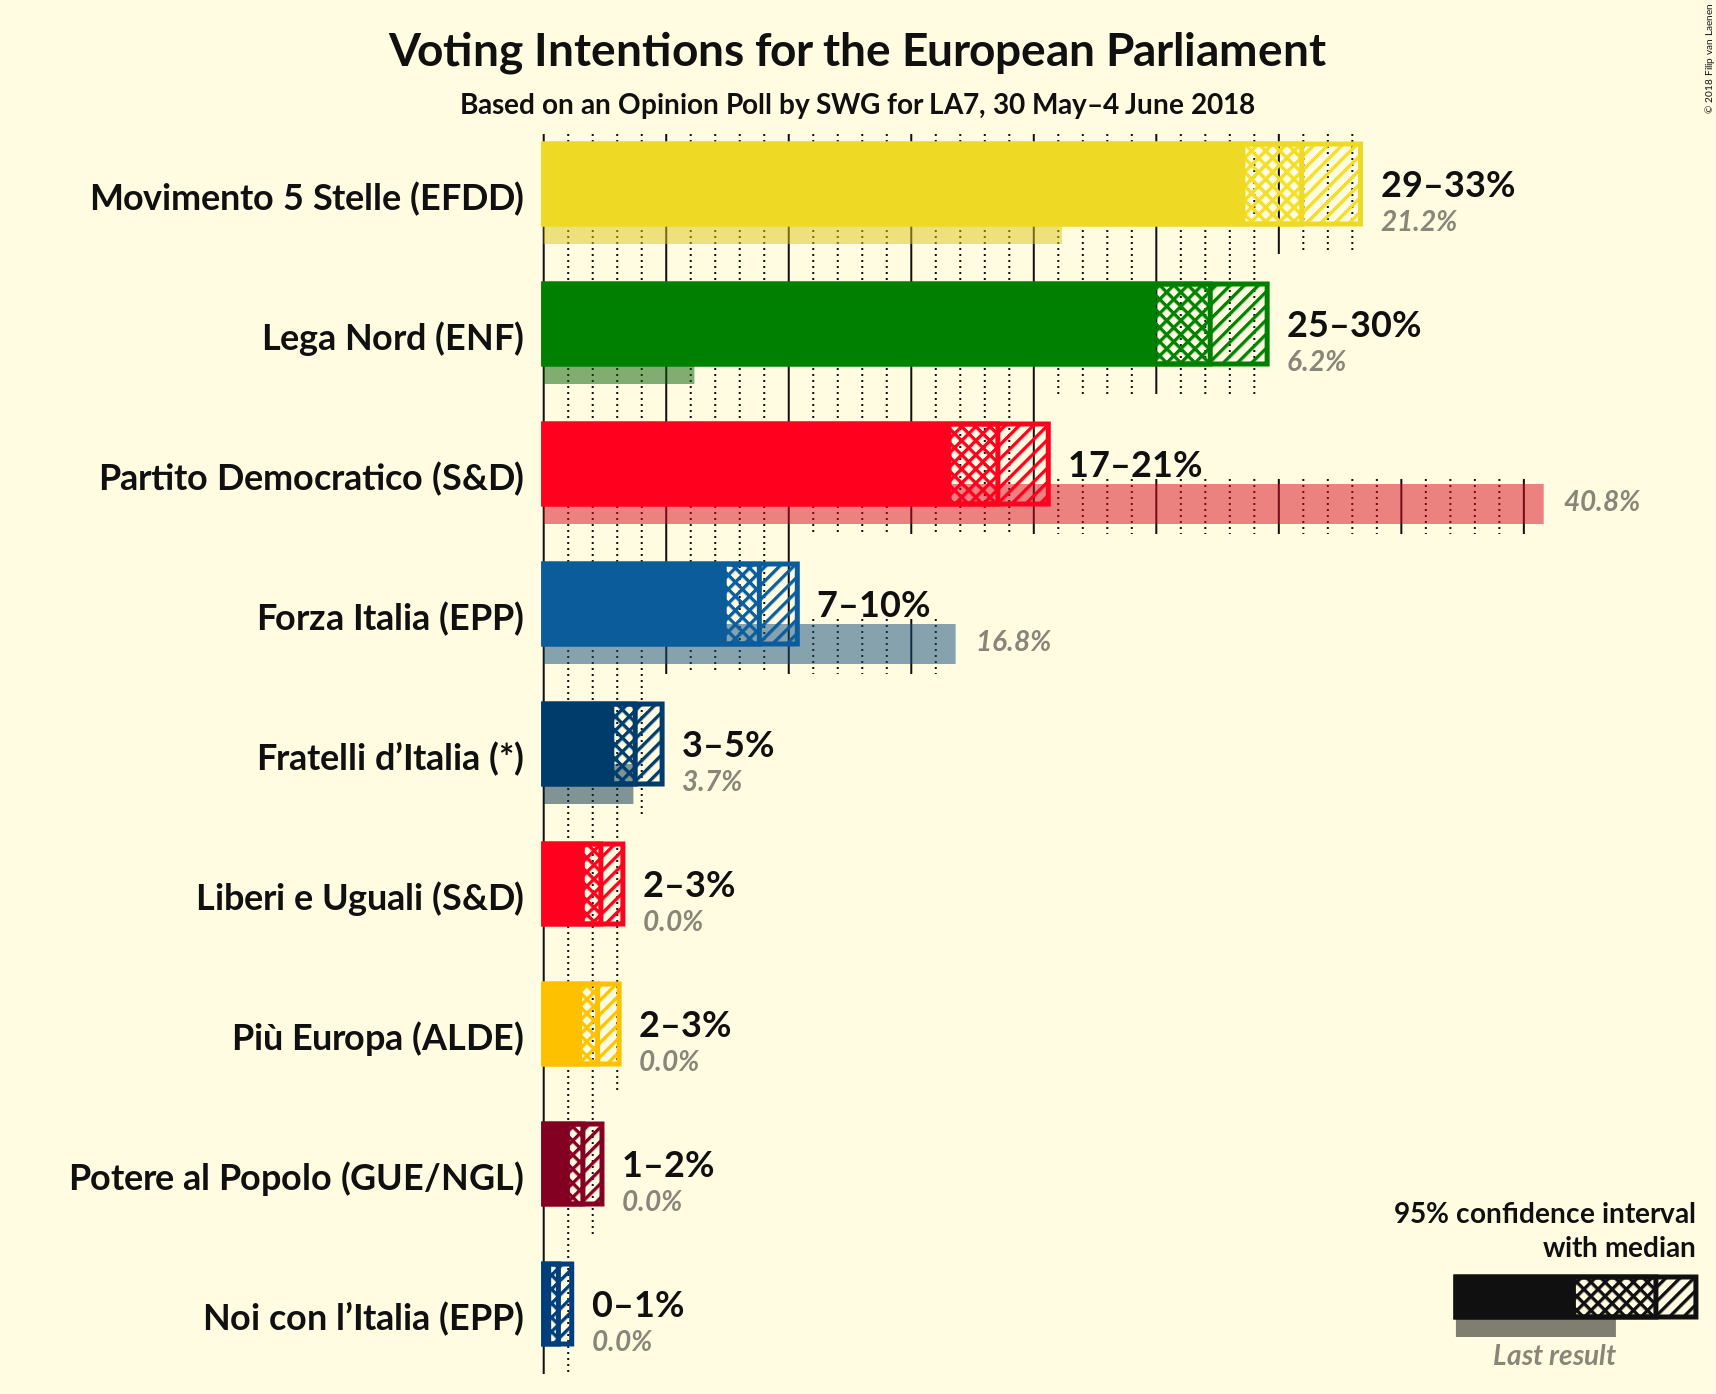 Voting Intentions for the European Parliament
Based on an Opinion Poll by SWG for LA7, 30 May–4 June 2018
© 2018 Filip van Laenen
Movimento 5 Stelle (EFDD)
29–33%
21.2%
Lega Nord (ENF)
25–30%
6.2%
Partito Democratico (S&D)
17–21%
40.8%
Forza Italia (EPP)
7–10%
16.8%
Fratelli d’Italia (*)
3–5%
3.7%
Liberi e Uguali (S&D)
2–3%
0.0%
Più Europa (ALDE)
2–3%
0.0%
Potere al Popolo (GUE/NGL)
1–2%
0.0%
Noi con l’Italia (EPP)
0–1%
0.0%
95% confidence interval
with median
Last result